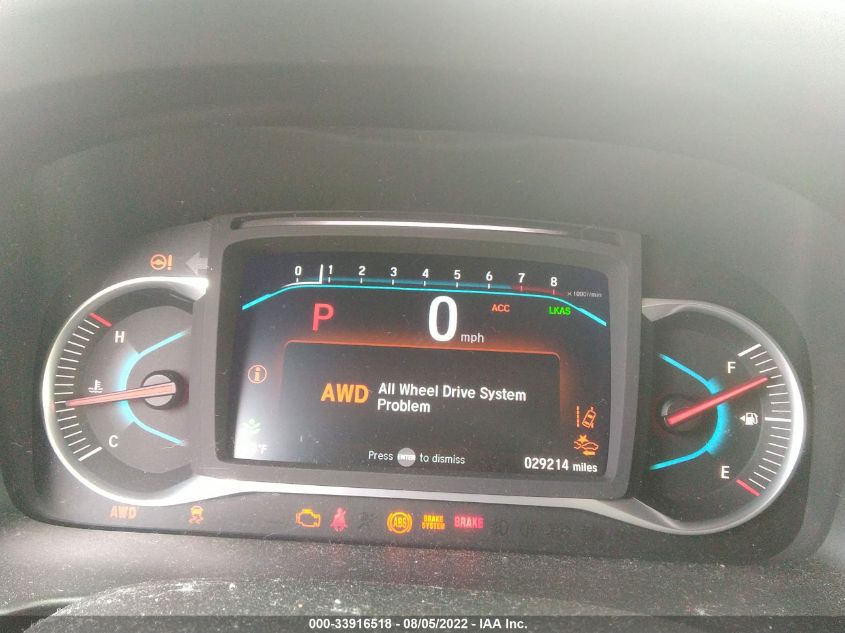 0 1 2 3 4 5 6 7 8
x 1000r/min
P 0 mph
ACC
LKAS
H
C
AWD All Wheel Drive System
Problem
Press ENTER to dismiss
029214 miles
F
E
AWD
ABS
BRAKE
SYSTEM
BRAKE
000-33916518 - 08/05/2022 - IAA Inc.